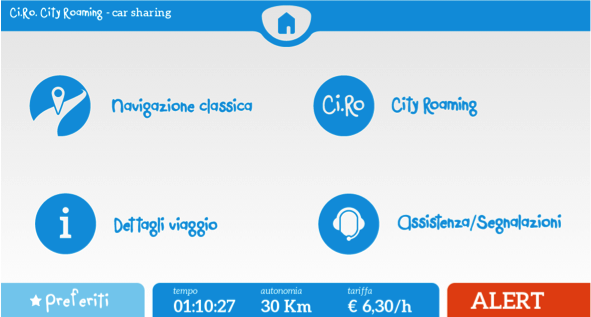 Ci.Ro. City Roaming - car sharing
Navigazione classica
Ci.Ro City Roaming
i Dettagli viaggio
Assistenza/Segnalazioni
preferiti
tempo autonomia tariffa
01:10:27 30 Km € 6,30/h
ALERT